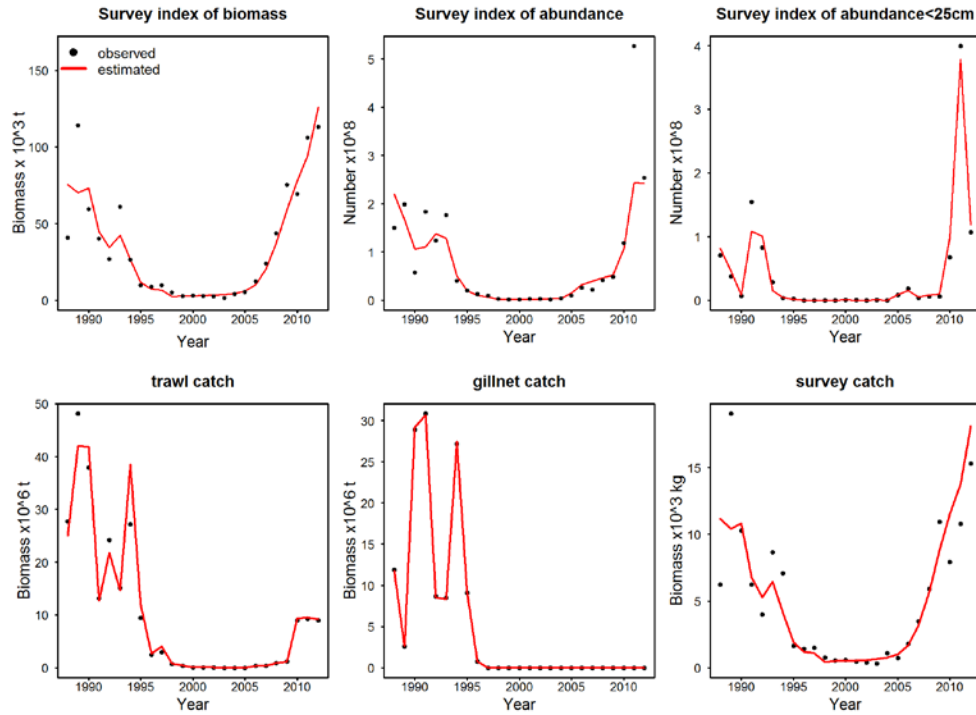 Survey index of biomass
Survey index of abundance
Survey index of abundance<25cm
observed
estimated
Biomass x 10^3 t
150
100
50
0
1990 1995 2000 2005 2010
Year
Number x10^8
5
4
3
2
1
0
1990 1995 2000 2005 2010
Year
Number x10^8
4
3
2
1
0
1990 1995 2000 2005 2010
Year
trawl catch
gillnet catch
survey catch
Biomass x10^6 t
50
40
30
20
10
0
1990 1995 2000 2005 2010
Year
Biomass x10^6 t
30
25
20
15
10
5
0
1990 1995 2000 2005 2010
Year
Biomass x10^3 kg
15
10
5
0
1990 1995 2000 2005 2010
Year